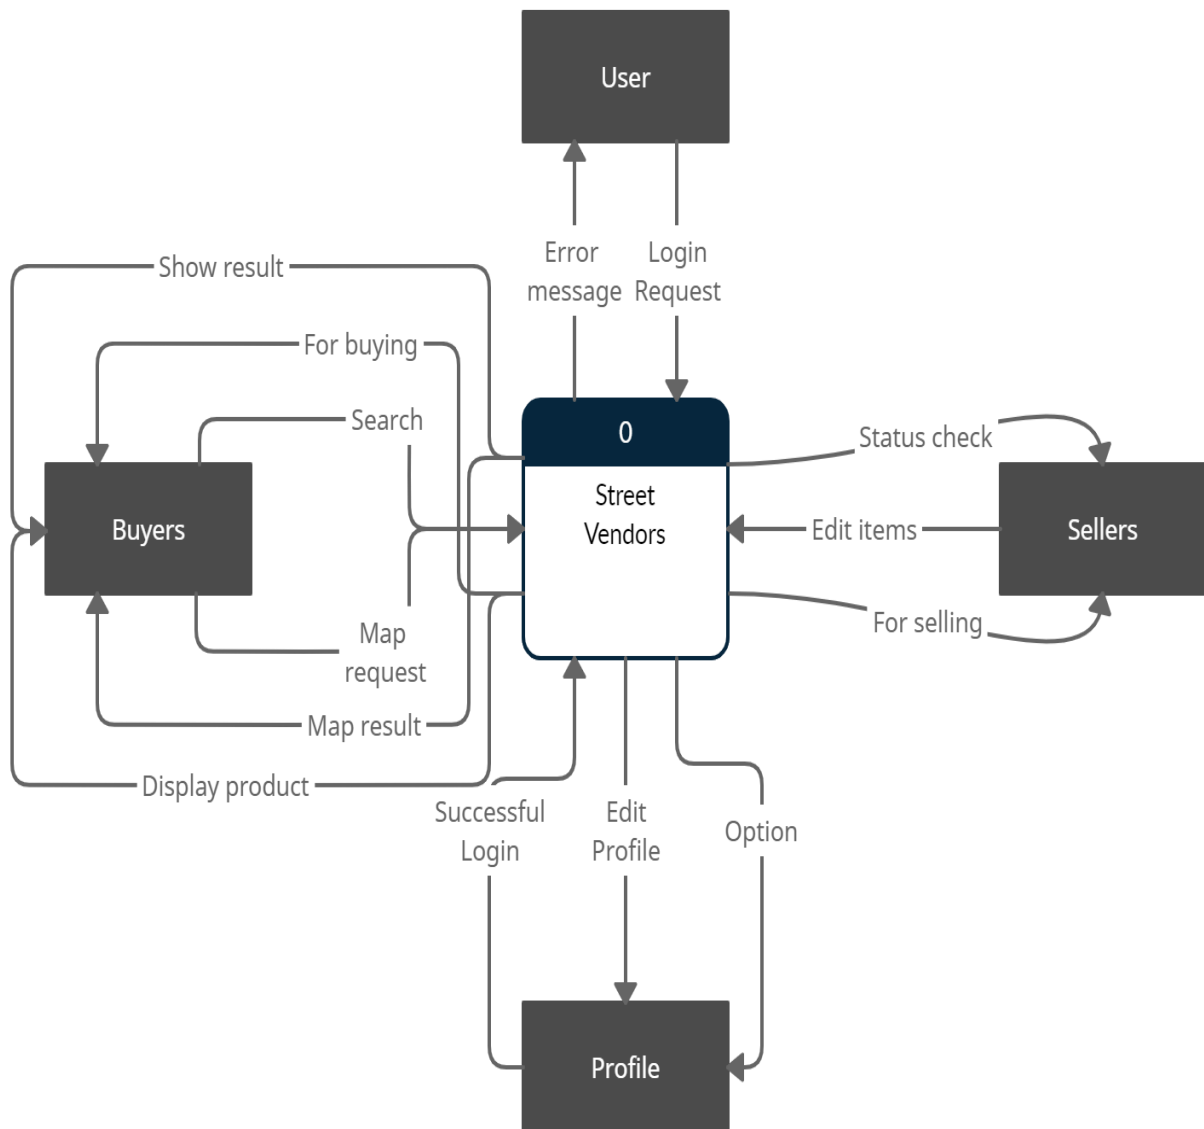 User
Error
message
Login
Request
Show result
For buying
Search
0
Status check
Street
Vendors
Buyers
Edit items
Sellers
For selling
Map
request
Map result
Display product
Successful
Login
Edit
Profile
Option
Profile